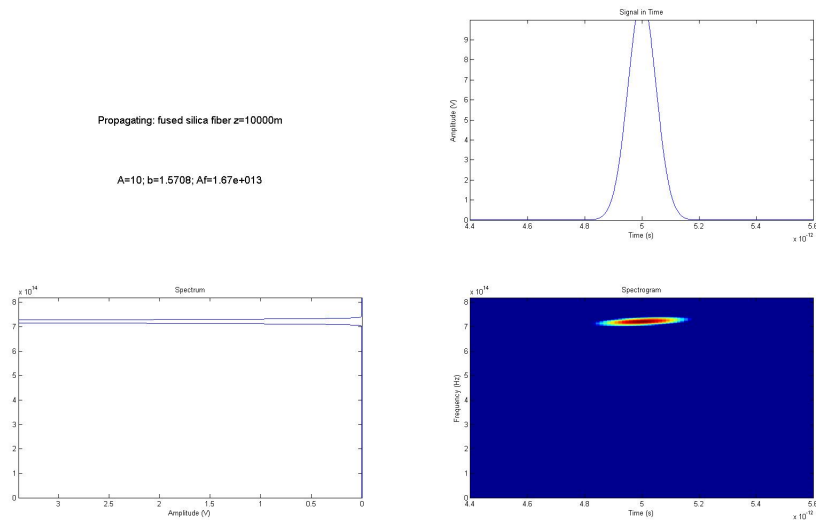 Signal in Time
9
8
7
6
5
4
3
2
1
0
Amplitude (V)
4.4 4.6 4.8 5 5.2 5.4 5.6
Time (s)
x 10^-12
Propagating: fused silica fiber z=10000m
A=10; b=1.5708; Af=1.67e+013
Spectrum
x 10^14
8
7
6
5
4
3
2
1
0
3 2.5 2 1.5 1 0.5 0
Amplitude (V)
Spectrogram
x 10^14
8
7
6
5
4
3
2
1
0
Frequency (Hz)
4.4 4.6 4.8 5 5.2 5.4 5.6
Time (s)
x 10^-12